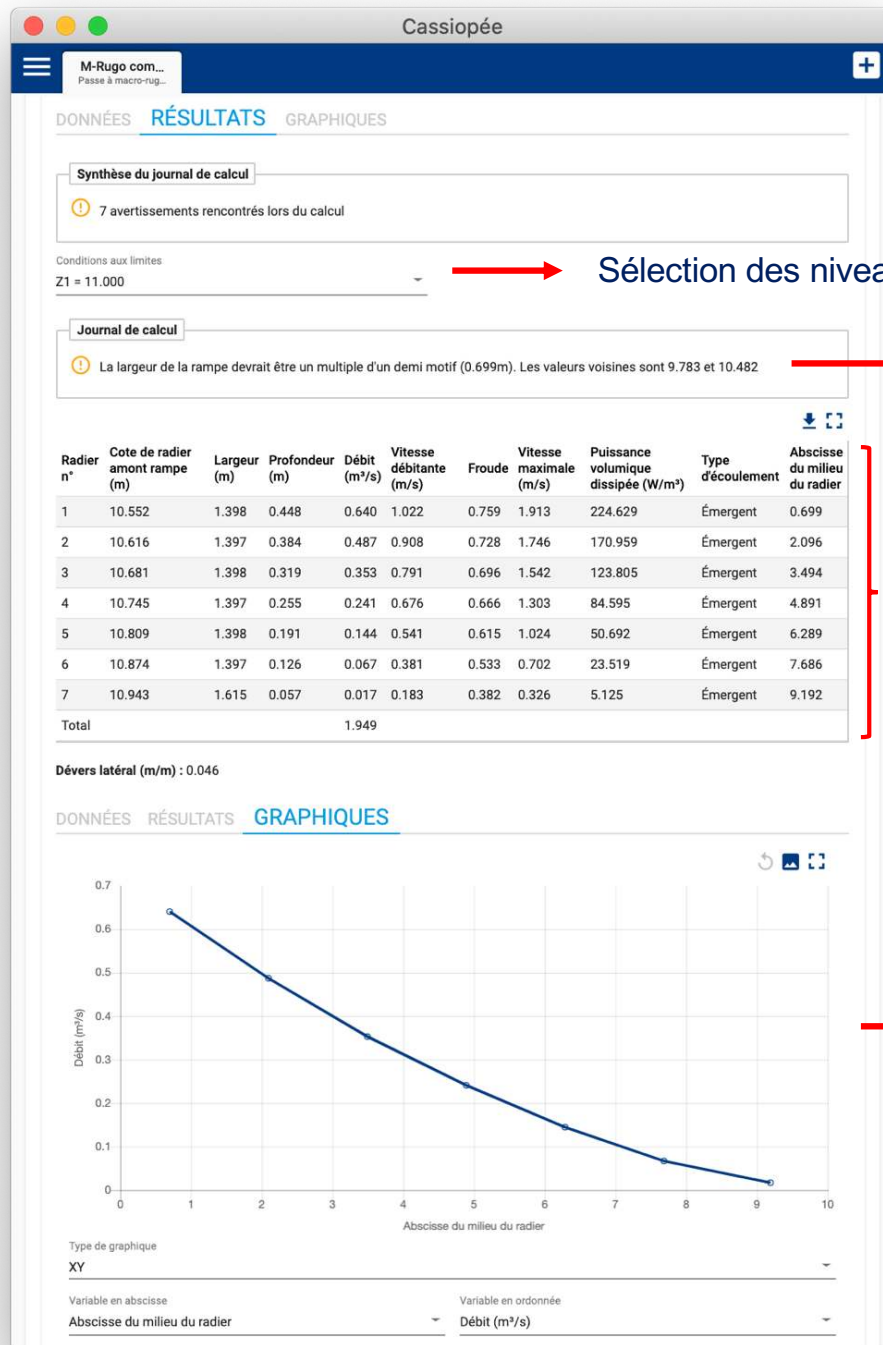 Cassiopée
M-Rugo com...
Passe à macro-rug...
DONNÉES RÉSULTATS GRAPHIQUES
Synthèse du journal de calcul
7 avertissements rencontrés lors du calcul
Conditions aux limites
Z1 = 11.000
Sélection des nivea
Journal de calcul
La largeur de la rampe devrait être un multiple d'un demi motif (0.699m). Les valeurs voisines sont 9.783 et 10.482
Radier n° Cote de radier amont rampe (m) Largeur (m) Profondeur (m) Débit (m³/s) Vitesse débitante (m/s) Froude Vitesse maximale (m/s) Puissance volumique dissipée (W/m³) Type d'écoulement Abscisse du milieu du radier
1 10.552 1.398 0.448 0.640 1.022 0.759 1.913 224.629 Émergent 0.699
2 10.616 1.397 0.384 0.487 0.908 0.728 1.746 170.959 Émergent 2.096
3 10.681 1.398 0.319 0.353 0.791 0.696 1.542 123.805 Émergent 3.494
4 10.745 1.397 0.255 0.241 0.676 0.666 1.303 84.595 Émergent 4.891
5 10.809 1.398 0.191 0.144 0.541 0.615 1.024 50.692 Émergent 6.289
6 10.874 1.397 0.126 0.067 0.381 0.533 0.702 23.519 Émergent 7.686
7 10.943 1.615 0.057 0.017 0.183 0.382 0.326 5.125 Émergent 9.192
Total 1.949
Dévers latéral (m/m) : 0.046
DONNÉES RÉSULTATS GRAPHIQUES
0.7
0.6
0.5
0.4
0.3
0.2
0.1
0
Débit (m³/s)
0 1 2 3 4 5 6 7 8 9 10
Abscisse du milieu du radier
Type de graphique
XY
Variable en abscisse Variable en ordonnée
Abscisse du milieu du radier Débit (m³/s)